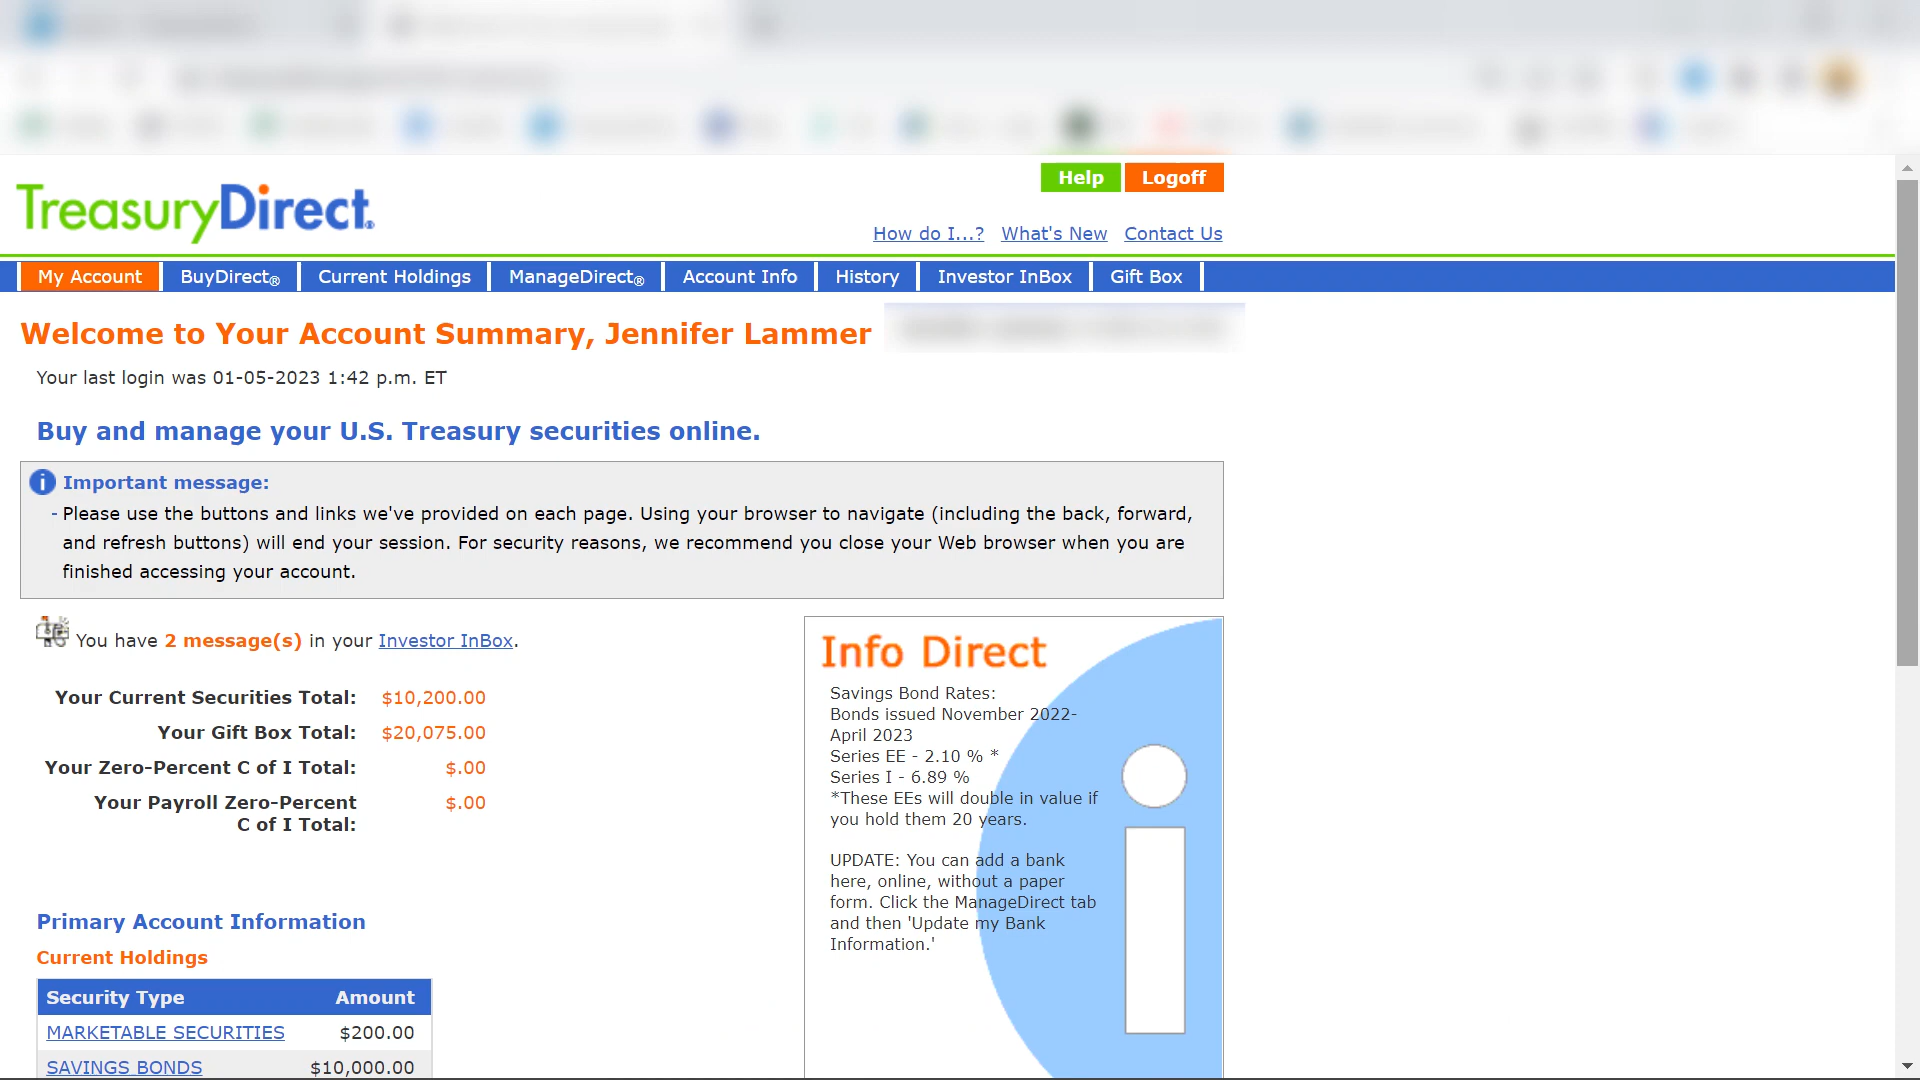 Help Logoff
TreasuryDirect®
How do I...? What's New Contact Us
My Account BuyDirect® Current Holdings ManageDirect® Account Info History Investor InBox Gift Box
Welcome to Your Account Summary, Jennifer Lammer
Your last login was 01-05-2023 1:42 p.m. ET
Buy and manage your U.S. Treasury securities online.
Important message:
- Please use the buttons and links we've provided on each page. Using your browser to navigate (including the back, forward,
and refresh buttons) will end your session. For security reasons, we recommend you close your Web browser when you are
finished accessing your account.
You have 2 message(s) in your Investor InBox.
Your Current Securities Total: $10,200.00
Your Gift Box Total: $20,075.00
Your Zero-Percent C of I Total: $.00
Your Payroll Zero-Percent $.00
C of I Total:
Info Direct
Savings Bond Rates:
Bonds issued November 2022-
April 2023
Series EE - 2.10 % *
Series I - 6.89 %
*These EEs will double in value if
you hold them 20 years.
UPDATE: You can add a bank
here, online, without a paper
form. Click the ManageDirect tab
and then 'Update my Bank
Information.'
Primary Account Information
Current Holdings
Security Type Amount
MARKETABLE SECURITIES $200.00
SAVINGS BONDS $10,000.00